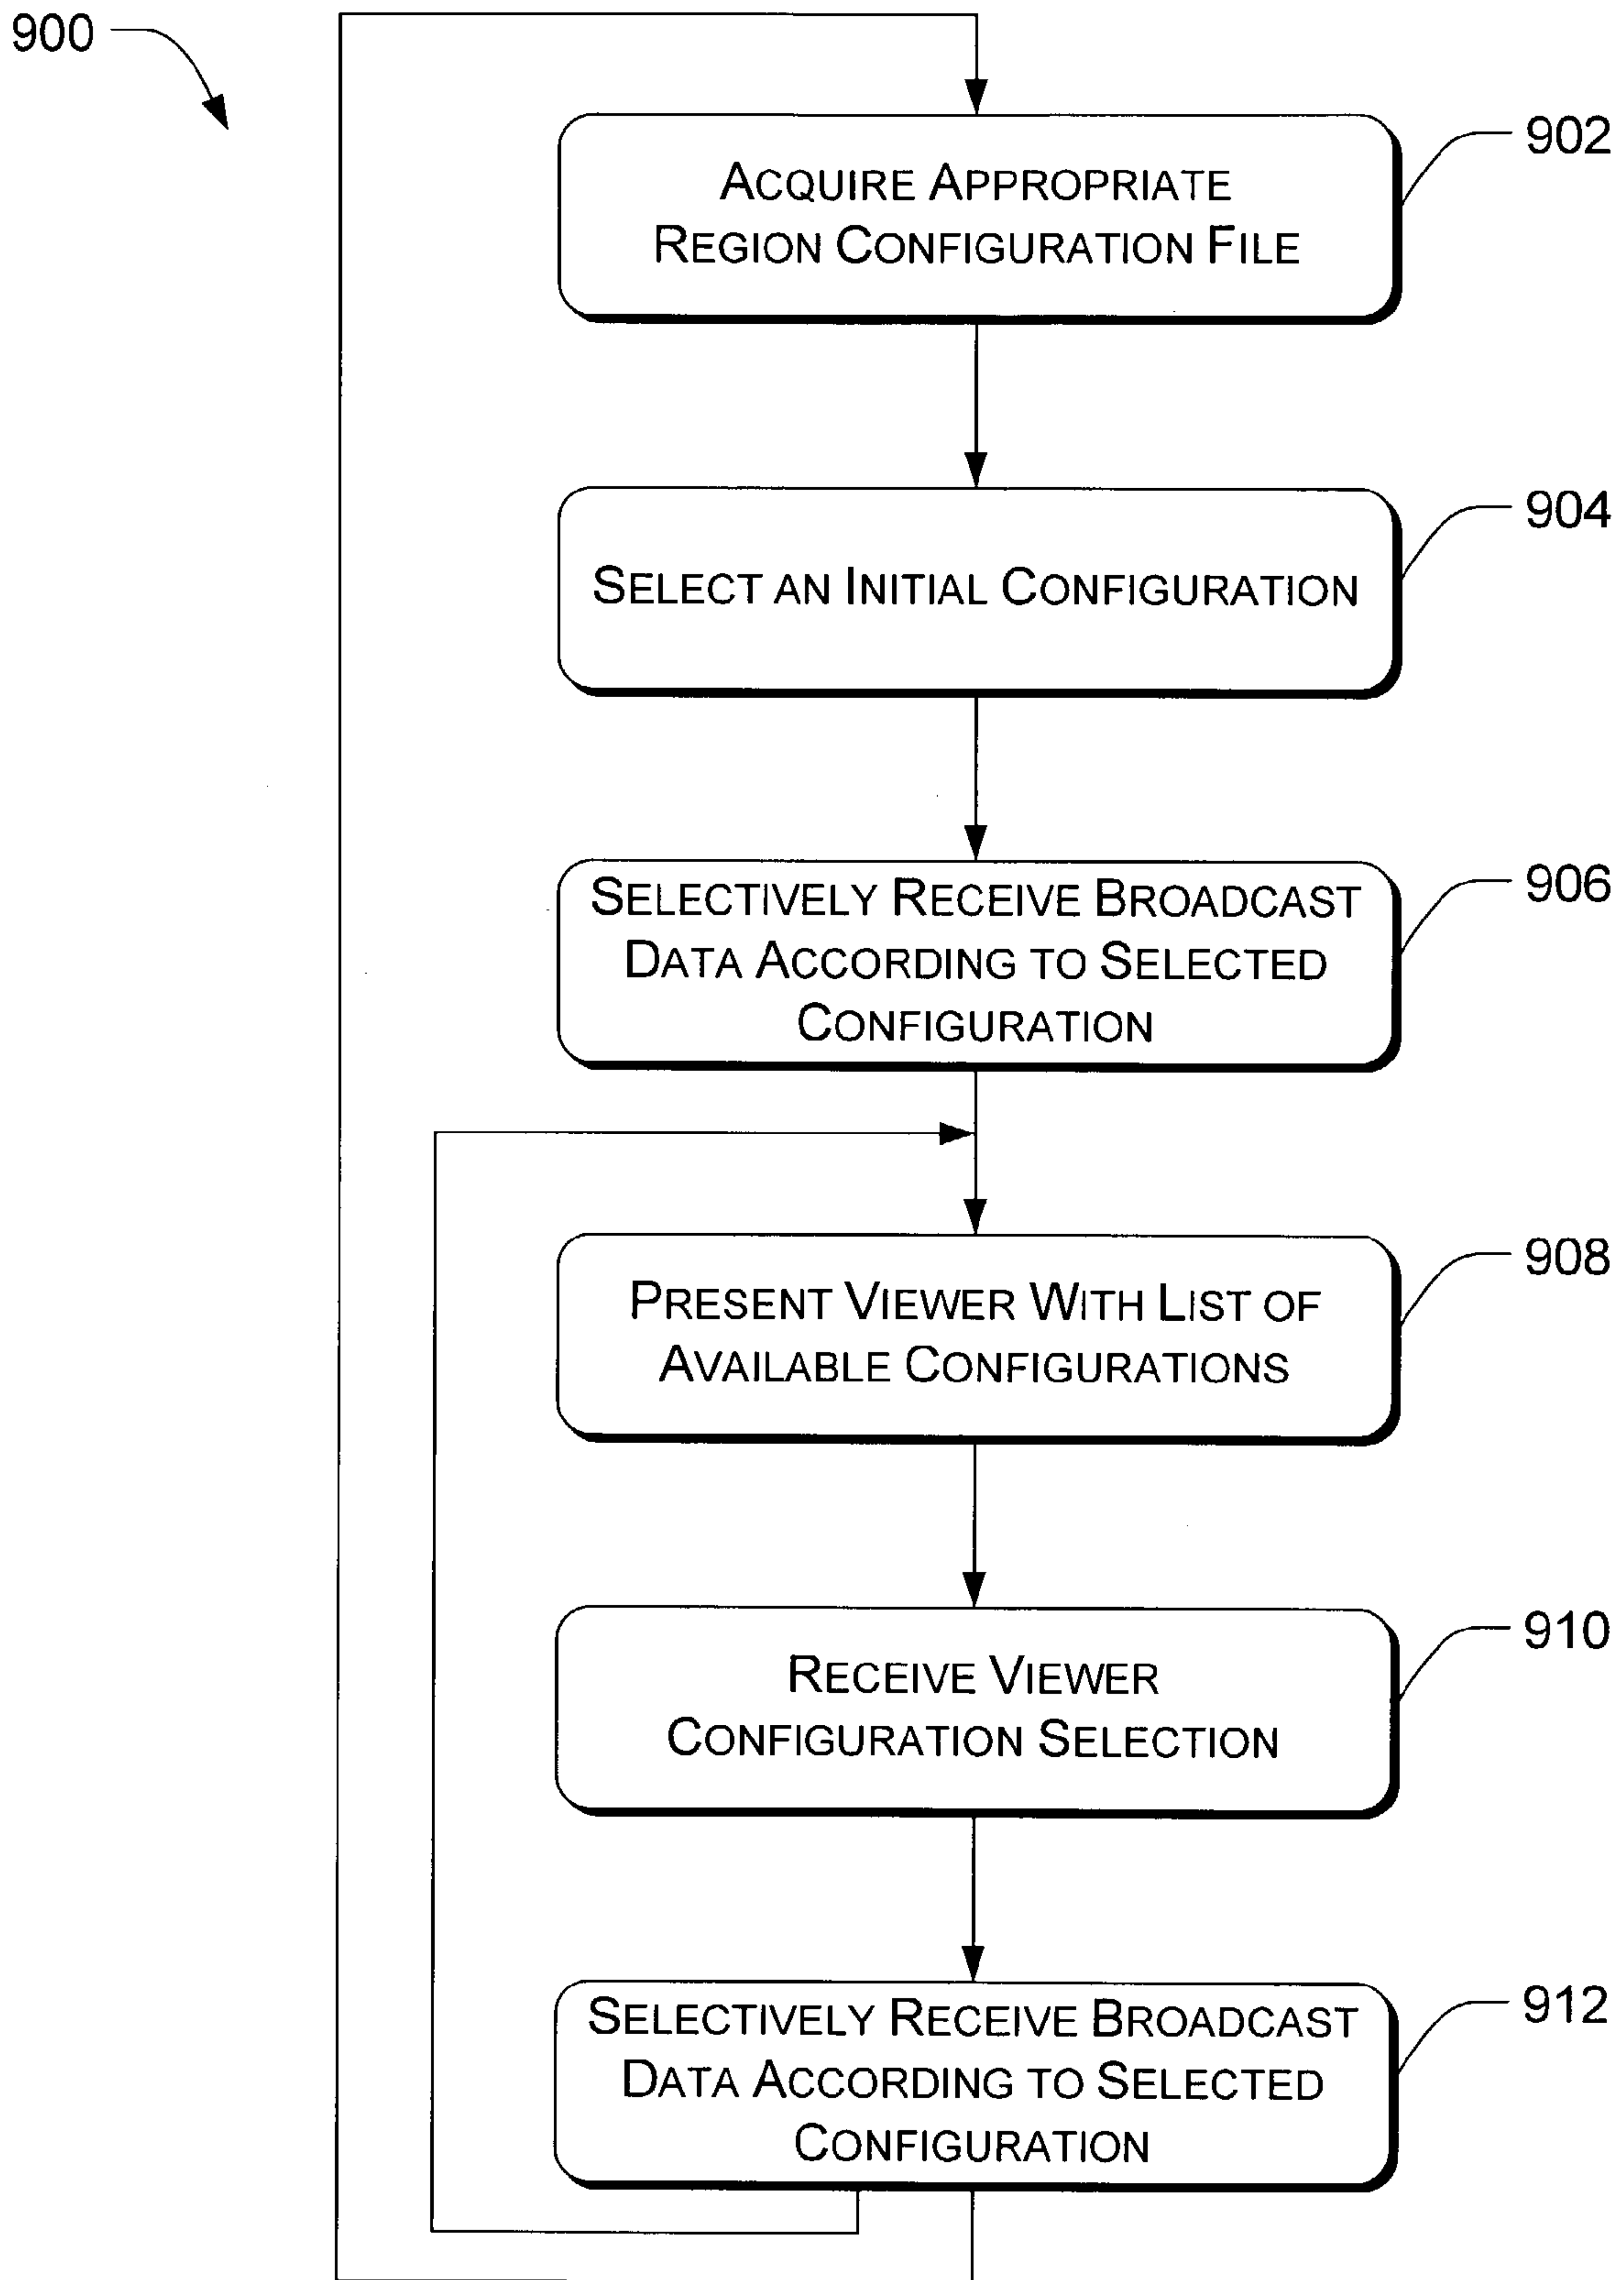 900
ACQUIRE APPROPRIATE
REGION CONFIGURATION FILE
902
SELECT AN INITIAL CONFIGURATION
904
SELECTIVELY RECEIVE BROADCAST
DATA ACCORDING TO SELECTED
CONFIGURATION
906
PRESENT VIEWER WITH LIST OF
AVAILABLE CONFIGURATIONS
908
RECEIVE VIEWER
CONFIGURATION SELECTION
910
SELECTIVELY RECEIVE BROADCAST
DATA ACCORDING TO SELECTED
CONFIGURATION
912